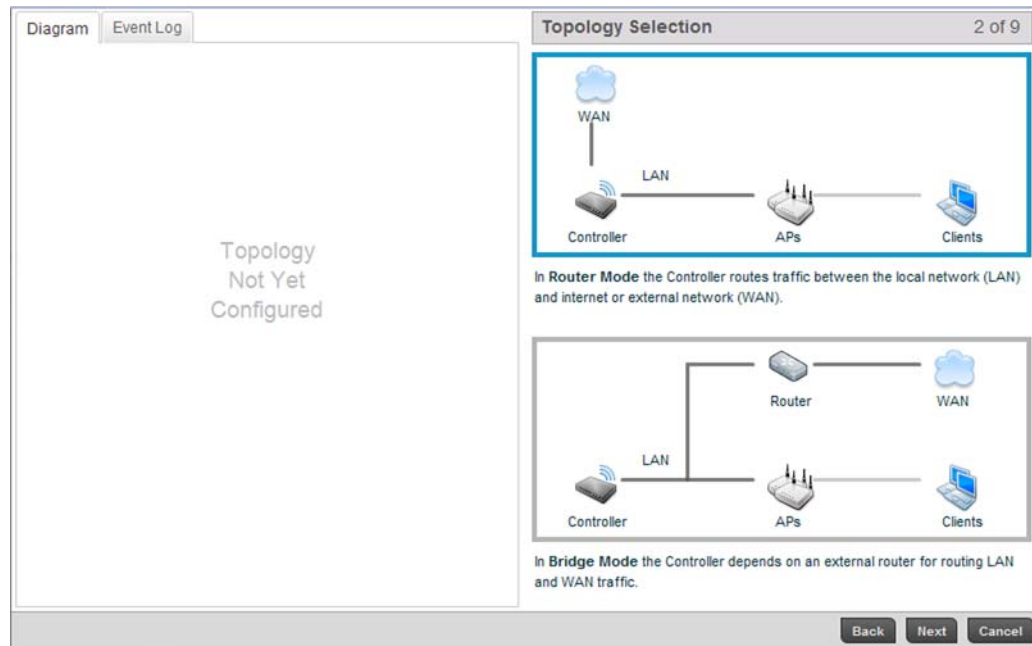 Diagram
Event Log
Topology
Not Yet
Configured
Topology Selection
2 of 9
WAN
LAN
Controller
APs
Clients
In Router Mode the Controller routes traffic between the local network (LAN)
and internet or external network (WAN).
Router
WAN
LAN
Controller
APs
Clients
In Bridge Mode the Controller depends on an external router for routing LAN
and WAN traffic.
Back
Next
Cancel